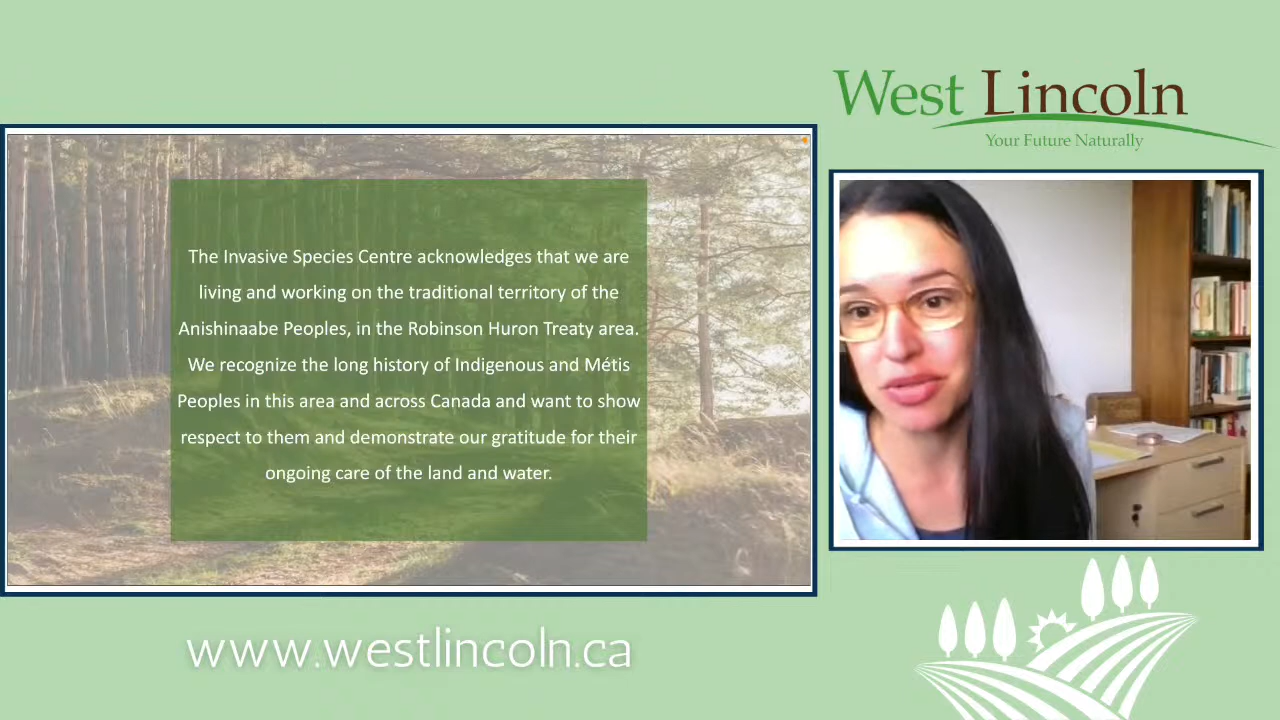 West Lincoln
Your Future Naturally
The Invasive Species Centre acknowledges that we are
living and working on the traditional territory of the
Anishinaabe Peoples, in the Robinson Huron Treaty area.
We recognize the long history of Indigenous and Métis
Peoples in this area and across Canada and want to show
respect to them and demonstrate our gratitude for their
ongoing care of the land and water.
www.westlincoln.ca